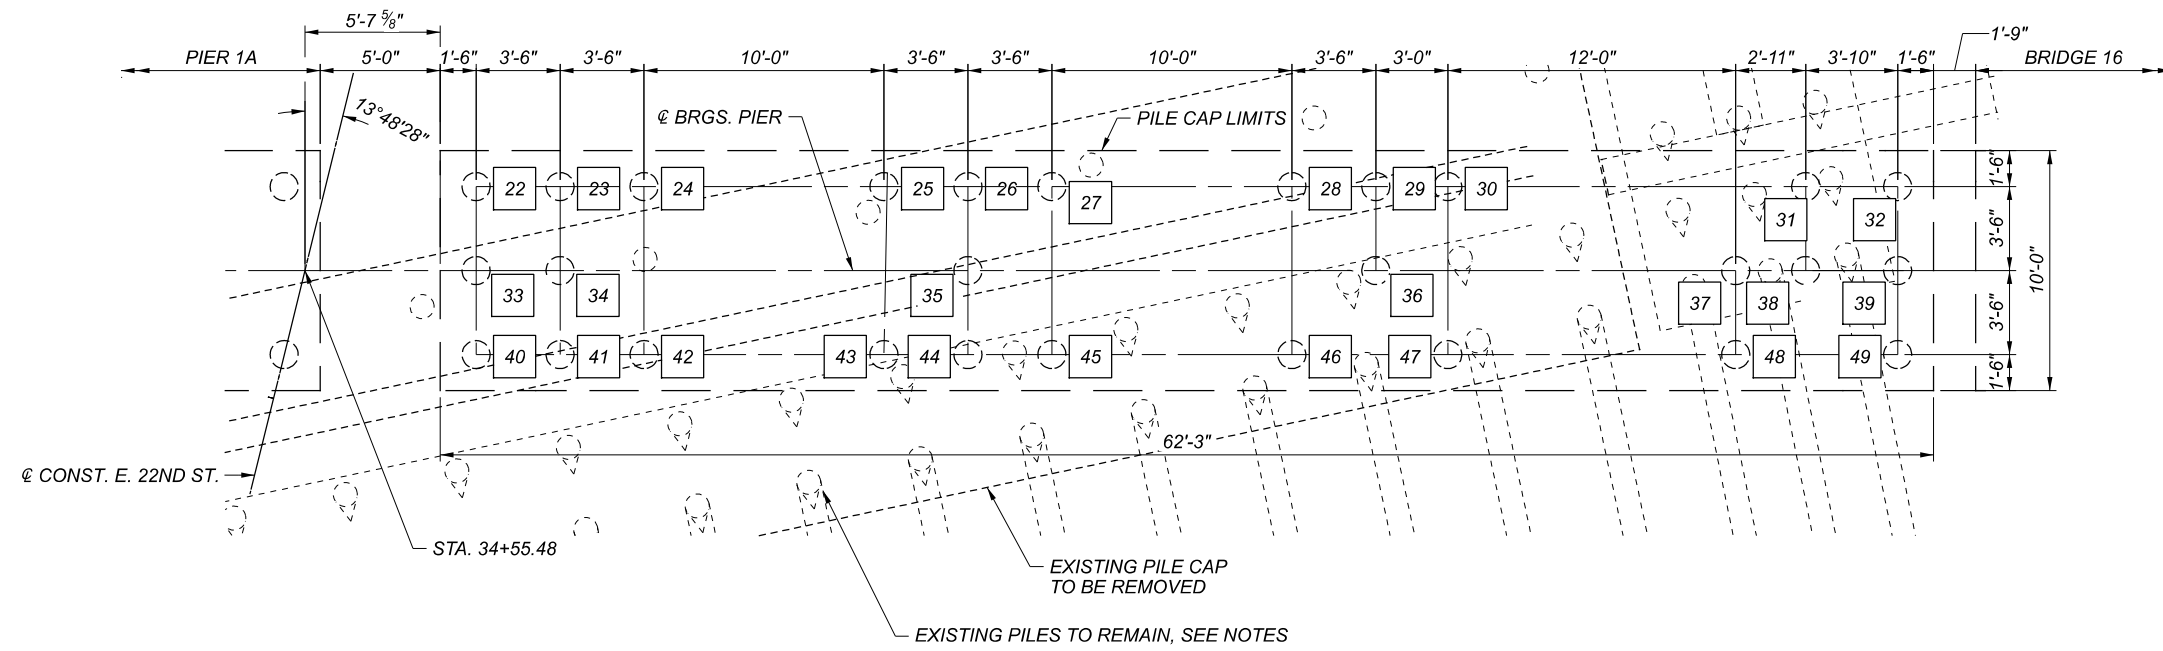 5'-7 5/8"
1'-9"
PIER 1A 5'-0" 1'-6" 3'-6" 3'-6" 10'-0" 3'-6" 3'-6" 10'-0" 3'-6" 3'-0" 12'-0" 2'-11" 3'-10" 1'-6" BRIDGE 16
13°48'28"
℄ BRGS. PIER
PILE CAP LIMITS
1'-6"
22 23 24 25 26 27 28 29 30 31 32
3'-6"
10'-0"
33 34 35 36 37 38 39
3'-6"
40 41 42 43 44 45 46 47 48 49
1'-6"
62'-3"
℄ CONST. E. 22ND ST.
STA. 34+55.48
EXISTING PILE CAP
TO BE REMOVED
EXISTING PILES TO REMAIN, SEE NOTES